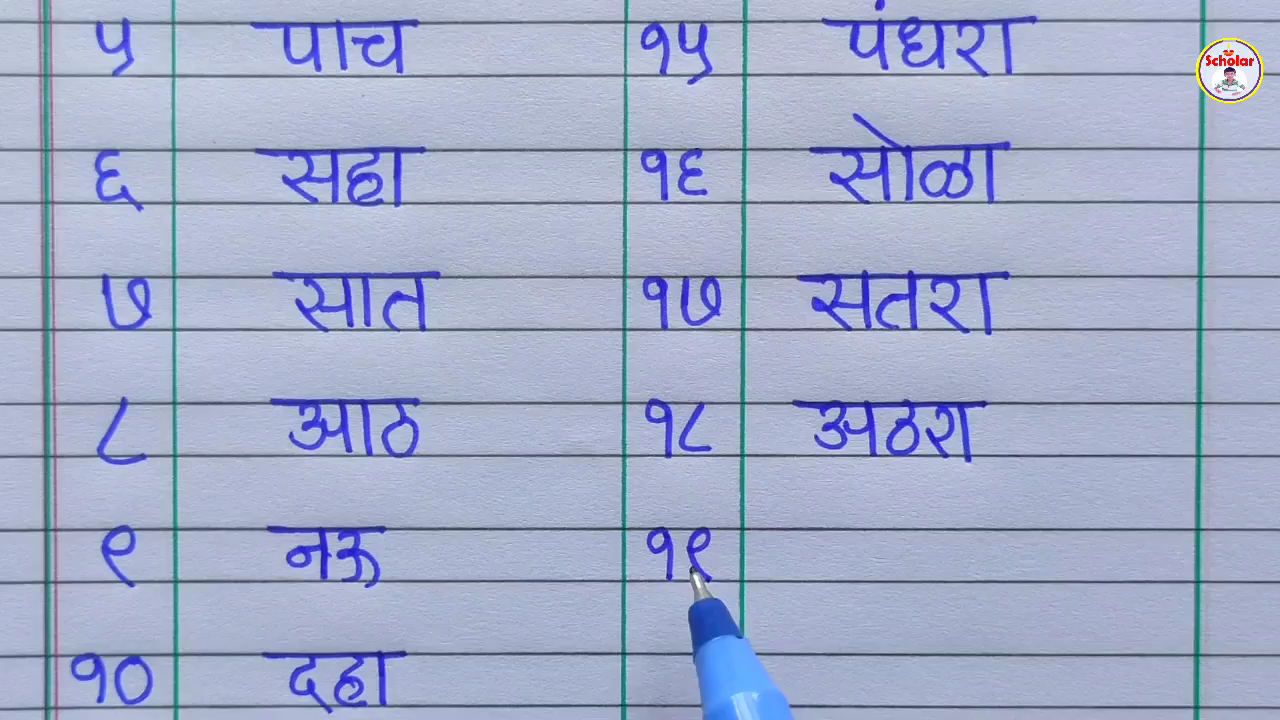 ५ पाच १५ पंधरा
Scholar
६ सहा १६ सोळा
७ सात १७ सतरा
८ आठ १८ अठरा
९ नऊ १९
१० दहा